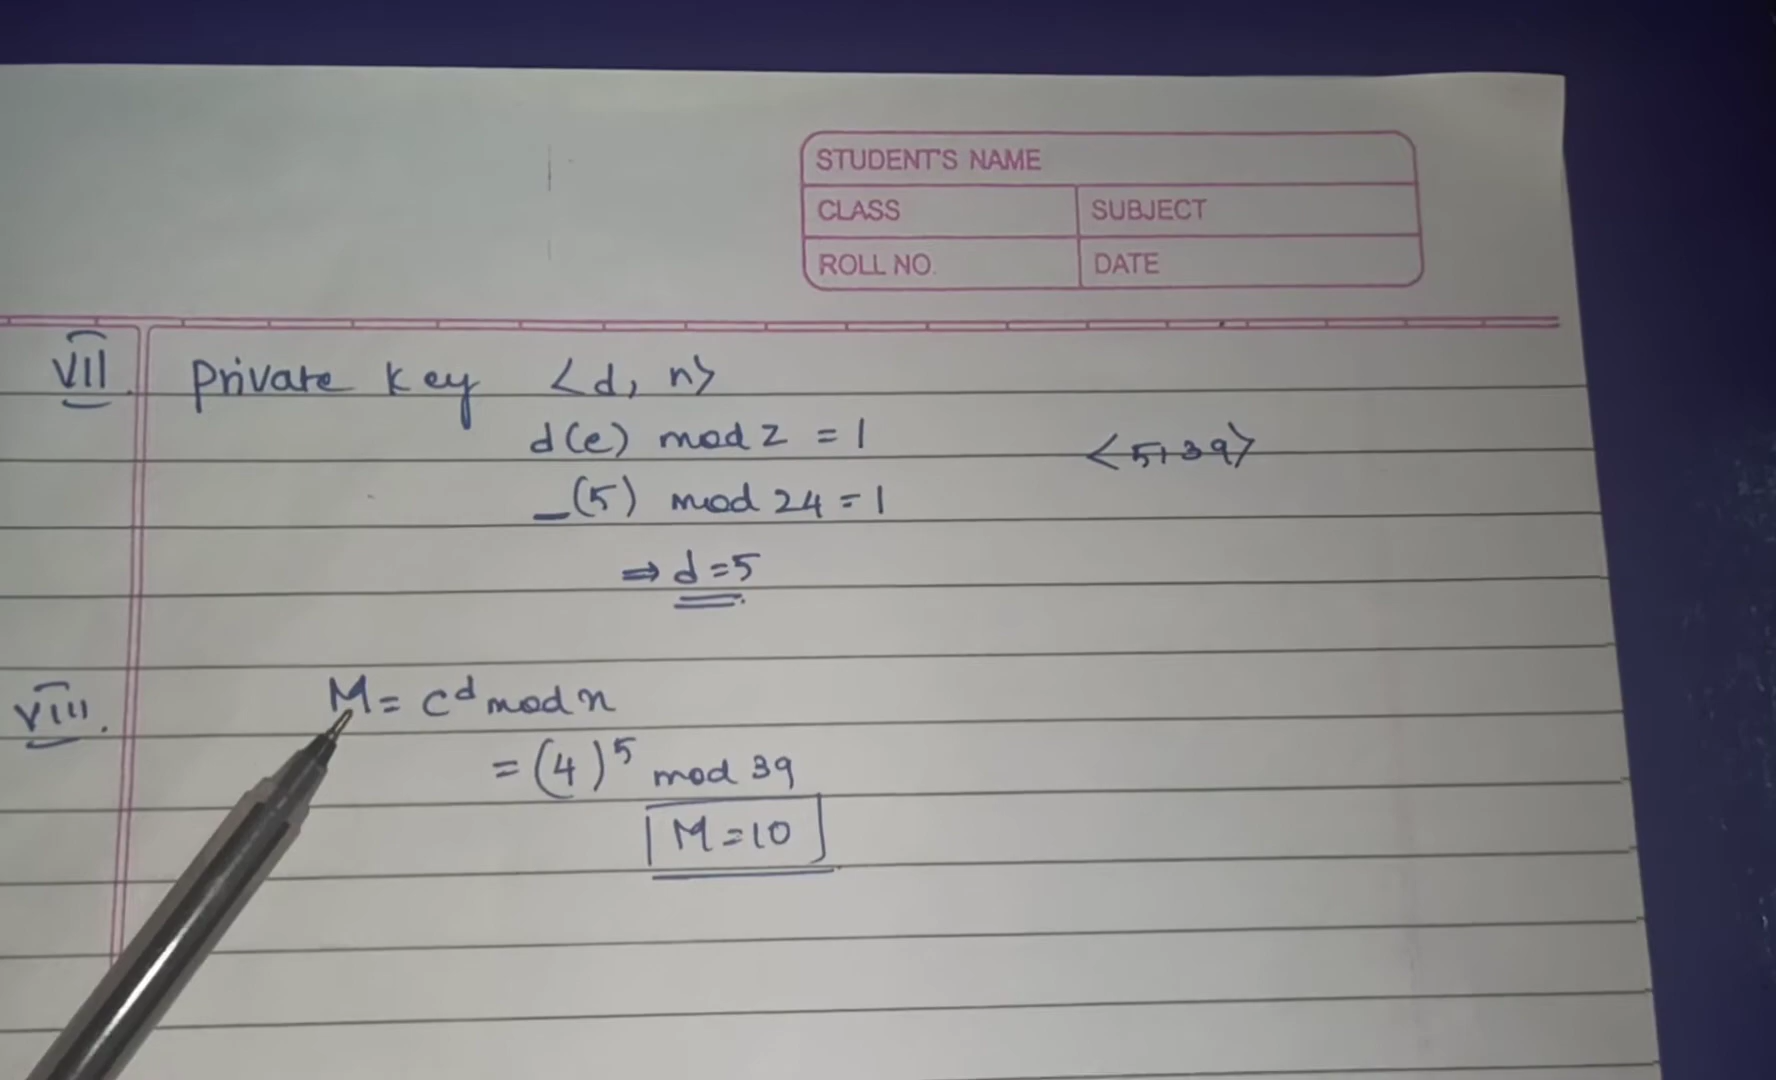 STUDENT'S NAME
CLASS SUBJECT
ROLL NO. DATE
VII. Private key <d, n>
d(e) mod z = 1 <5, 39>
_(5) mod 24 = 1
⇒ d = 5
VIII. M = C^d mod n
= (4)^5 mod 39
M = 10